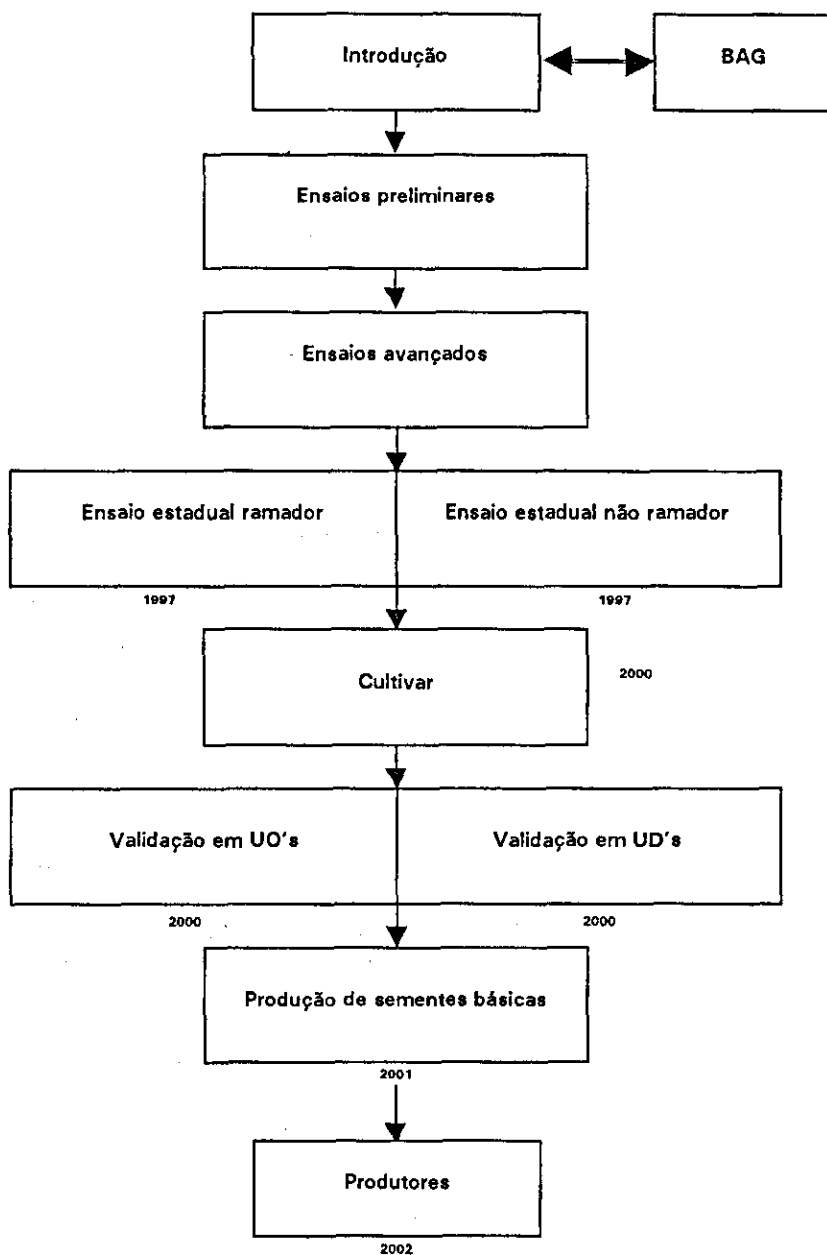 Introdução
BAG
Ensaios preliminares
Ensaios avançados
Ensaio estadual ramador
Ensaio estadual não ramador
1997
1997
Cultivar
2000
Validação em UO's
Validação em UD's
2000
2000
Produção de sementes básicas
2001
Produtores
2002